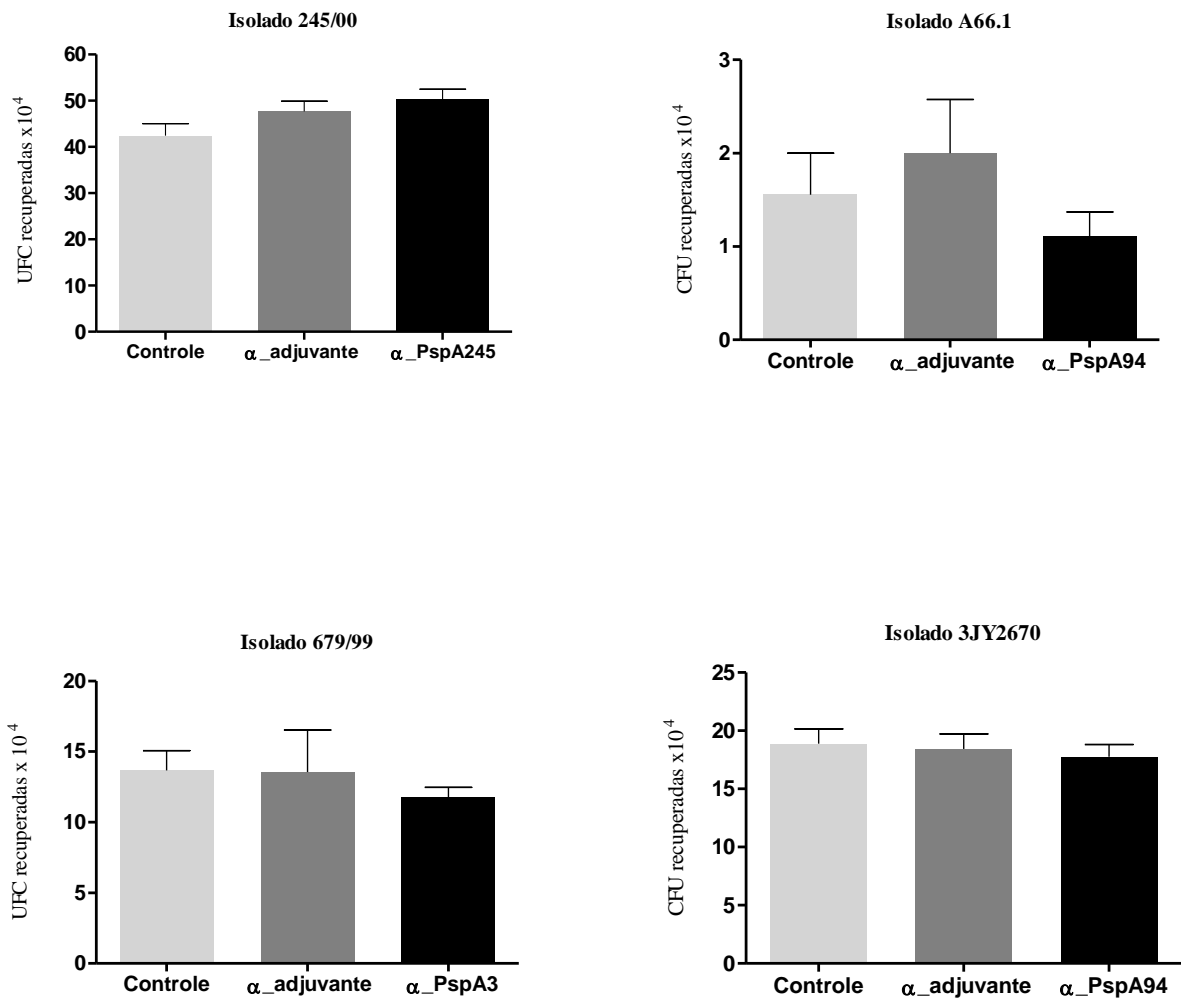 Isolado 245/00
UFC recuperadas x10⁻⁴
60
50
40
30
20
10
0
Controle α_adjuvante α_PspA245
Isolado A66.1
CFU recuperadas x10⁻⁴
3
2
1
0
Controle α_adjuvante α_PspA94
Isolado 679/99
UFC recuperadas x 10⁻⁴
20
15
10
5
0
Controle α_adjuvante α_PspA3
Isolado 3JY2670
CFU recuperadas x10⁻⁴
25
20
15
10
5
0
Controle α_adjuvante α_PspA94